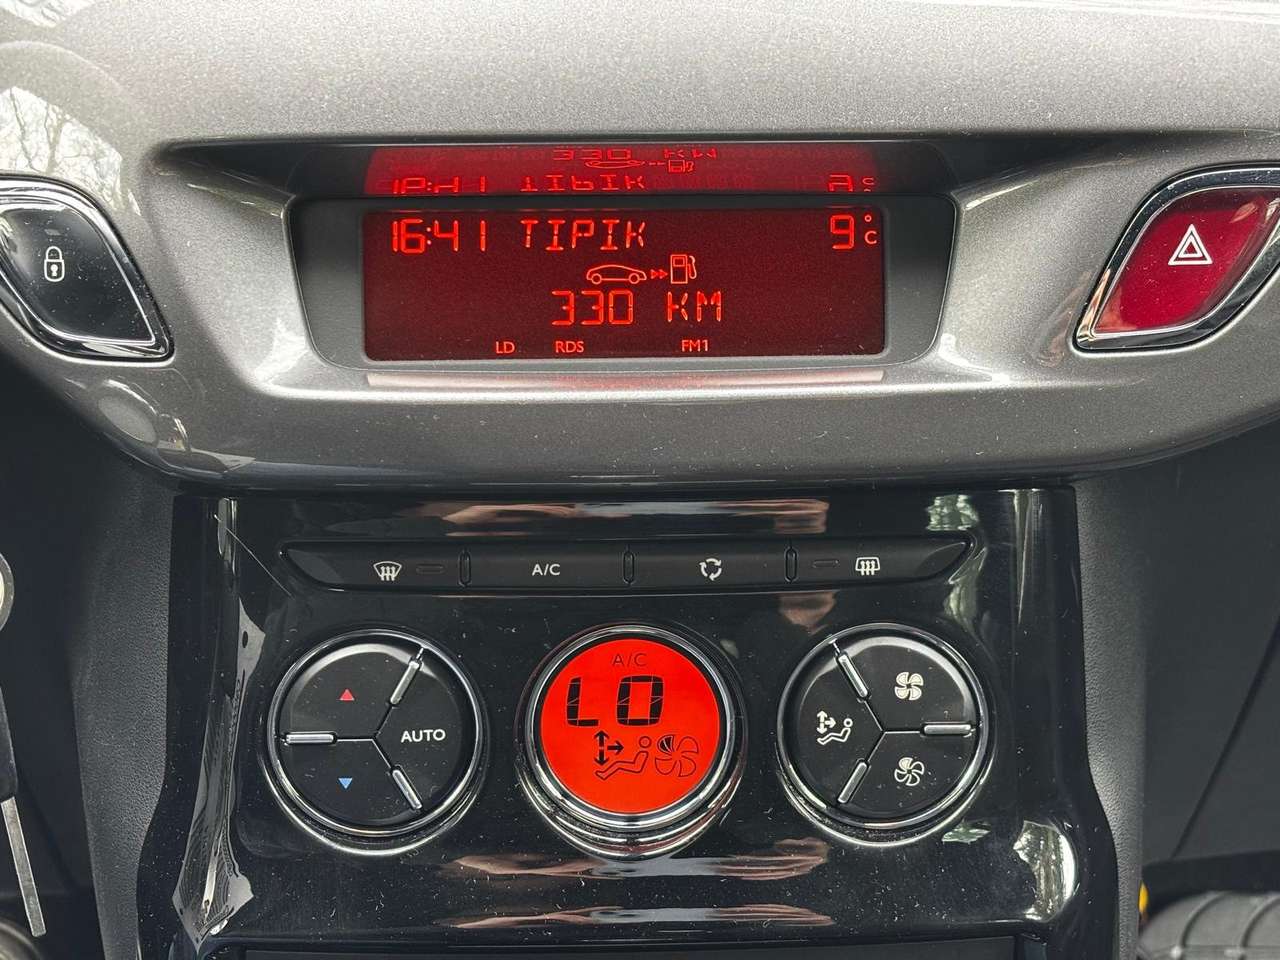 16:41 TIPIK 9°C
330 KM
LD RDS FM1
A/C
A/C
LO
AUTO